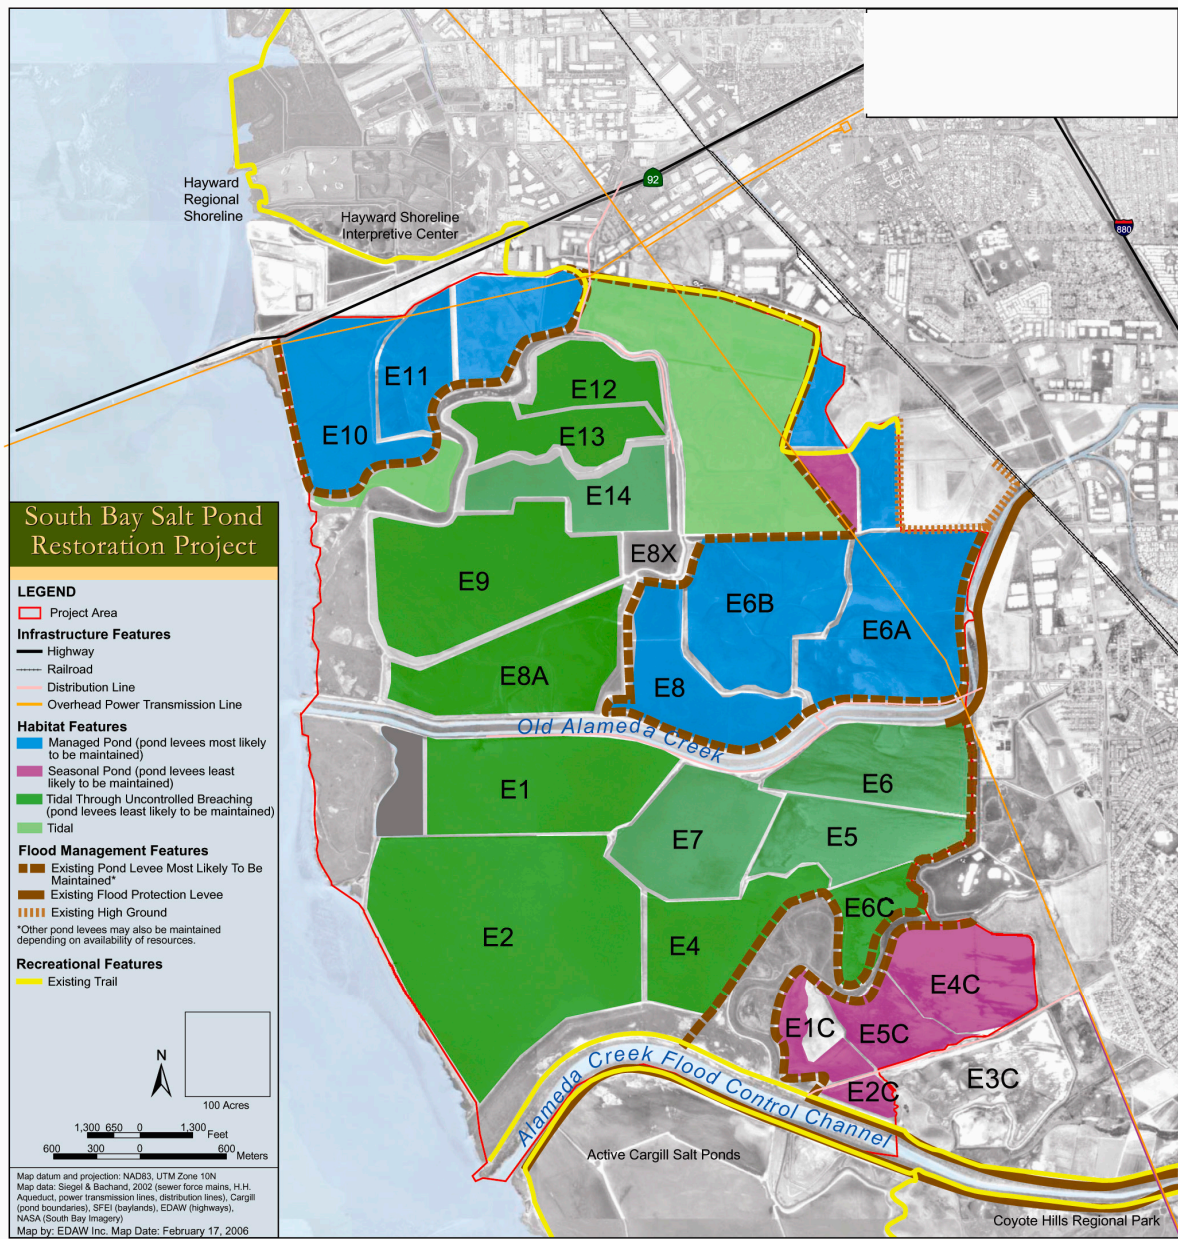 92
880
Hayward
Regional
Shoreline
Hayward Shoreline
Interpretive Center
E11
E10
E12
E13
E14
E8X
E9
E6B
E6A
E8A
E8
Old Alameda Creek
E1
E6
E7
E5
E2
E4
E6C
E4C
E1C
E5C
E2C
E3C
Alameda Creek Flood Control Channel
Active Cargill Salt Ponds
Coyote Hills Regional Park
South Bay Salt Pond
Restoration Project
LEGEND
Project Area
Infrastructure Features
Highway
Railroad
Distribution Line
Overhead Power Transmission Line
Habitat Features
Managed Pond (pond levees most likely
to be maintained)
Seasonal Pond (pond levees least
likely to be maintained)
Tidal Through Uncontrolled Breaching
(pond levees least likely to be maintained)
Tidal
Flood Management Features
Existing Pond Levee Most Likely To Be
Maintained*
Existing Flood Protection Levee
Existing High Ground
*Other pond levees may also be maintained
depending on availability of resources.
Recreational Features
Existing Trail
N
100 Acres
1,300 650 0 1,300 Feet
600 300 0 600 Meters
Map datum and projection: NAD83, UTM Zone 10N
Map data: Siegel & Bachand, 2002 (sewer force mains, H.H.
Aqueduct, power transmission lines, distribution lines), Cargill
(pond boundaries), SFEI (baylands), EDAW (highways),
NASA (South Bay Imagery)
Map by: EDAW Inc. Map Date: February 17, 2006